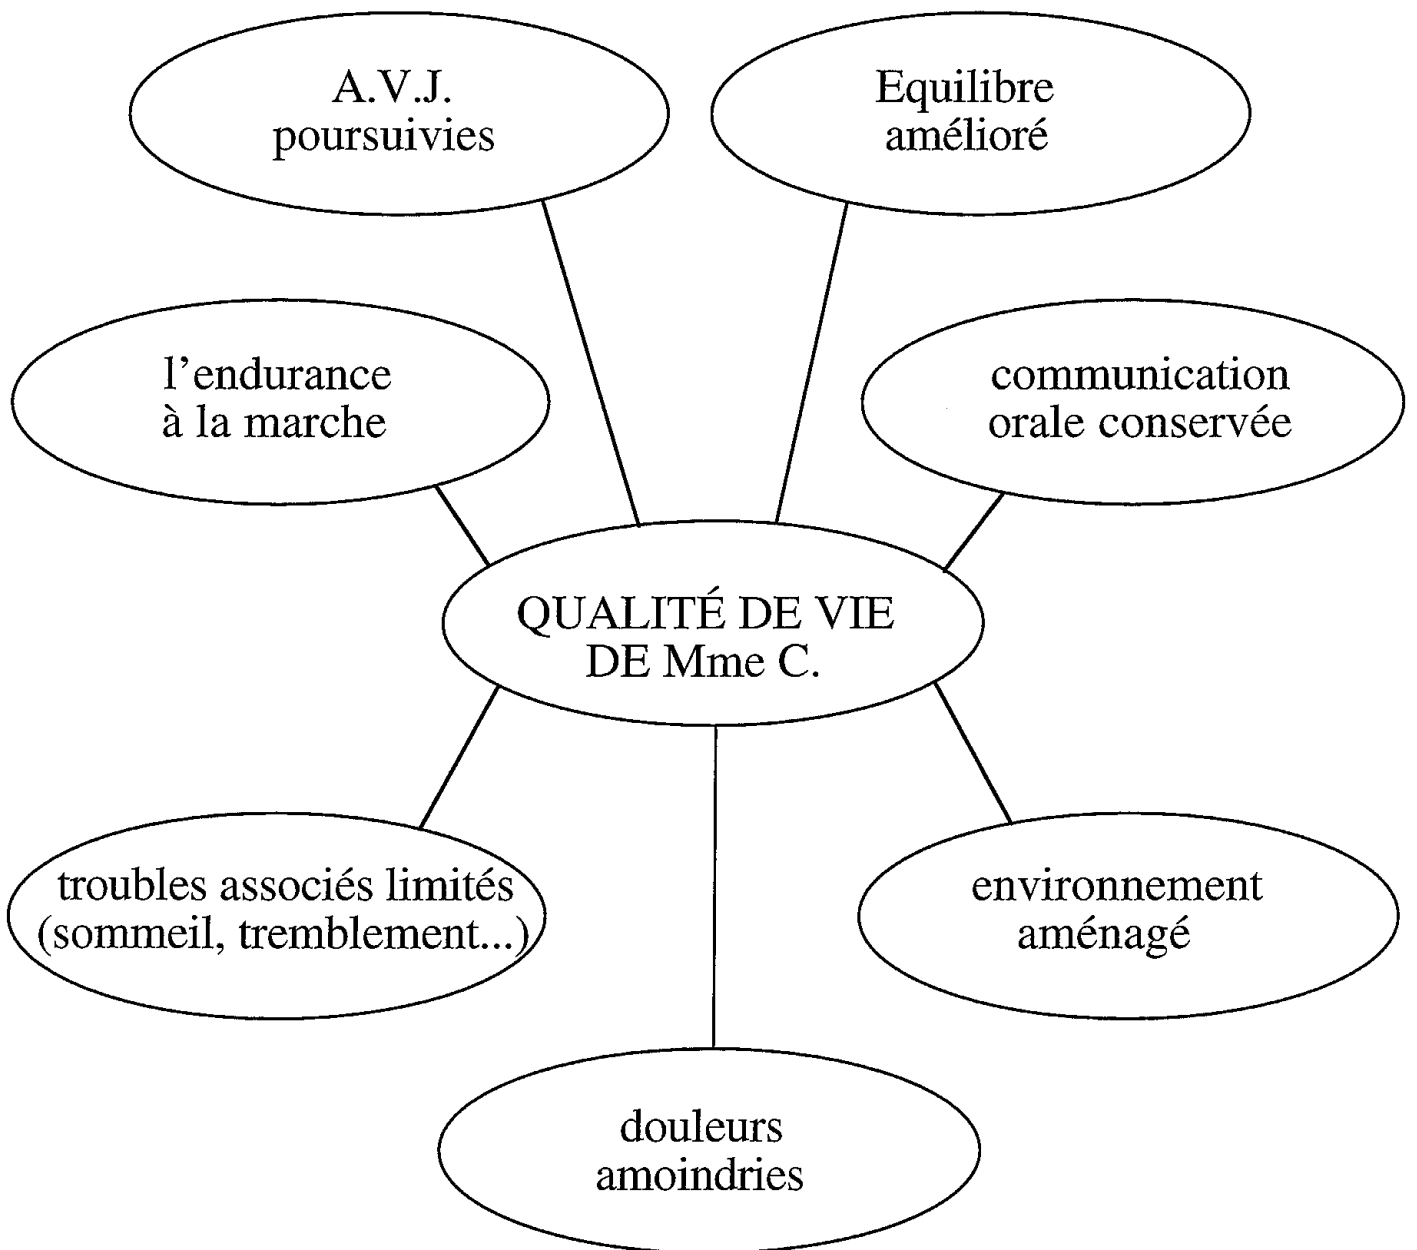 A.V.J.
poursuivies
Equilibre
amélioré
l'endurance
à la marche
communication
orale conservée
QUALITÉ DE VIE
DE Mme C.
troubles associés limités
(sommeil, tremblement...)
environnement
aménagé
douleurs
amoindries